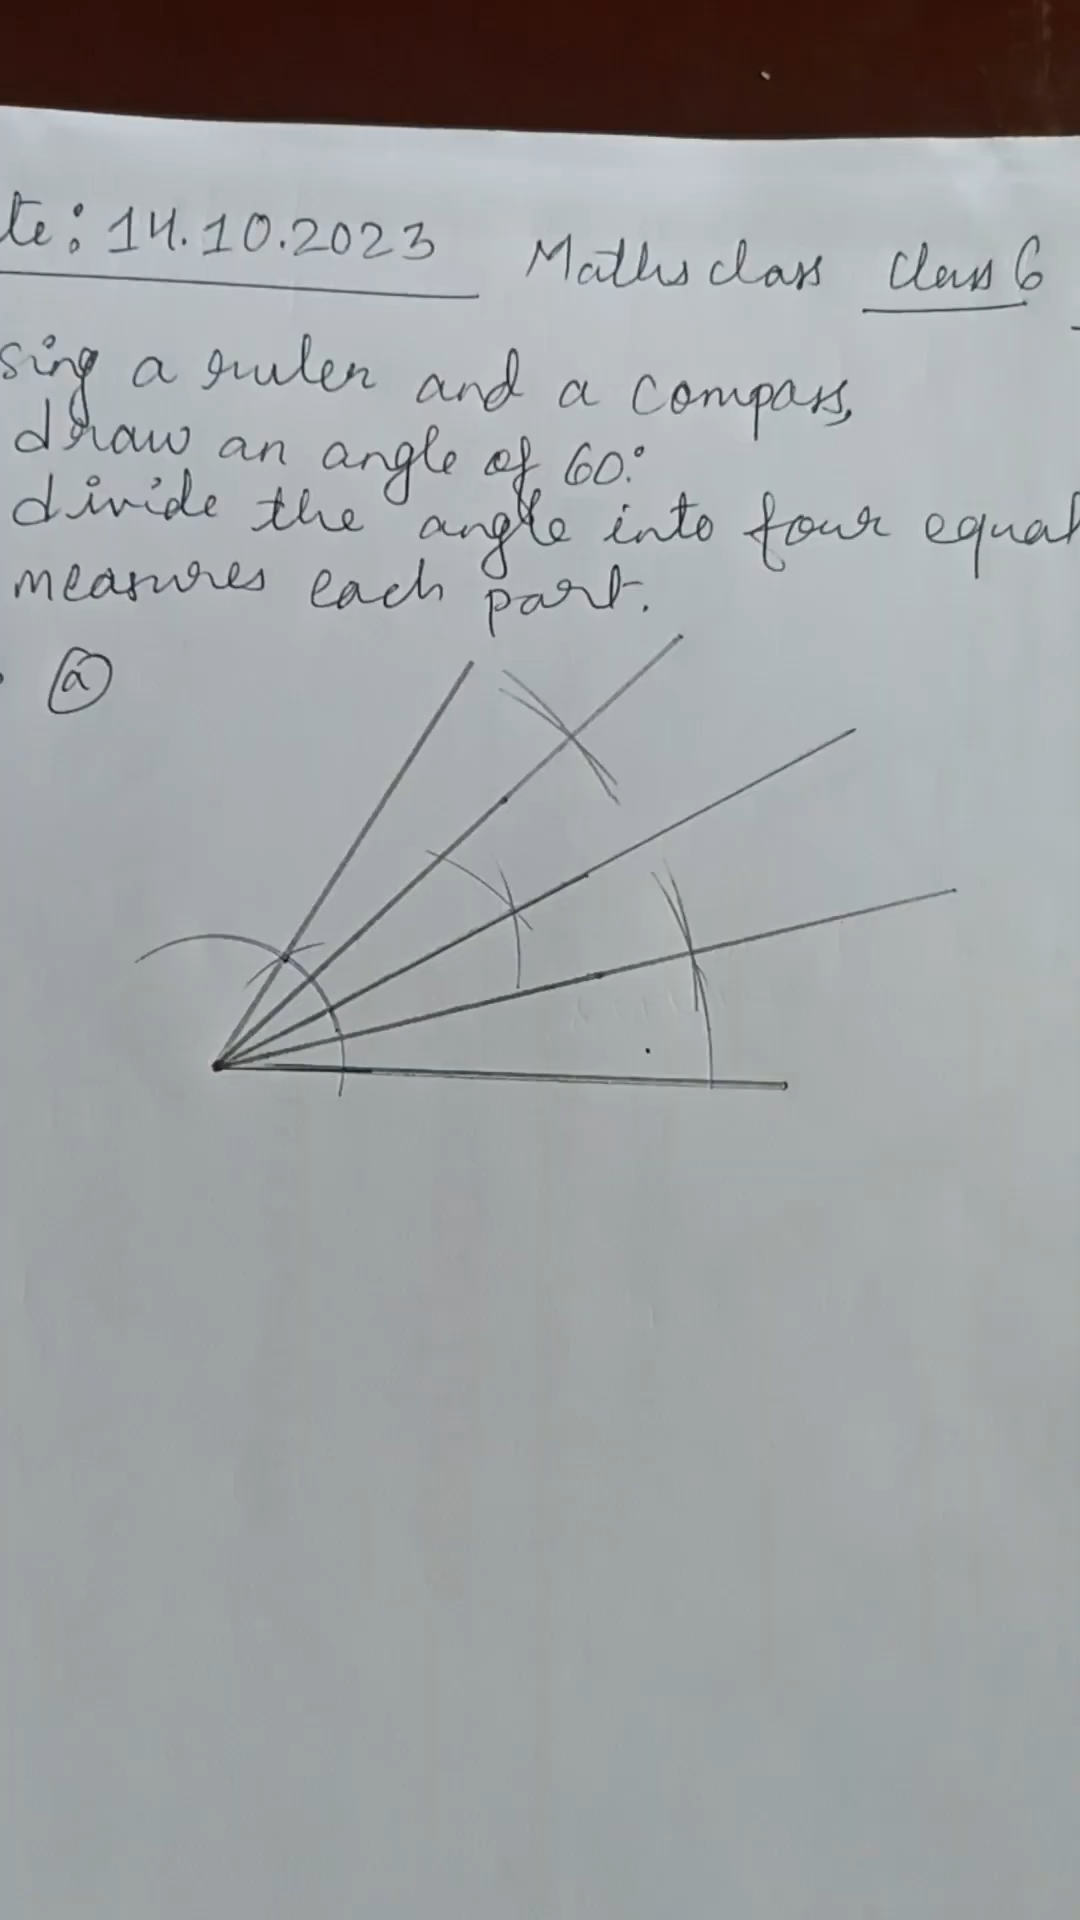 te: 14.10.2023 Maths class Class 6
sing a ruler and a compass,
draw an angle of 60°.
divide the angle into four equal
measures each part.
a